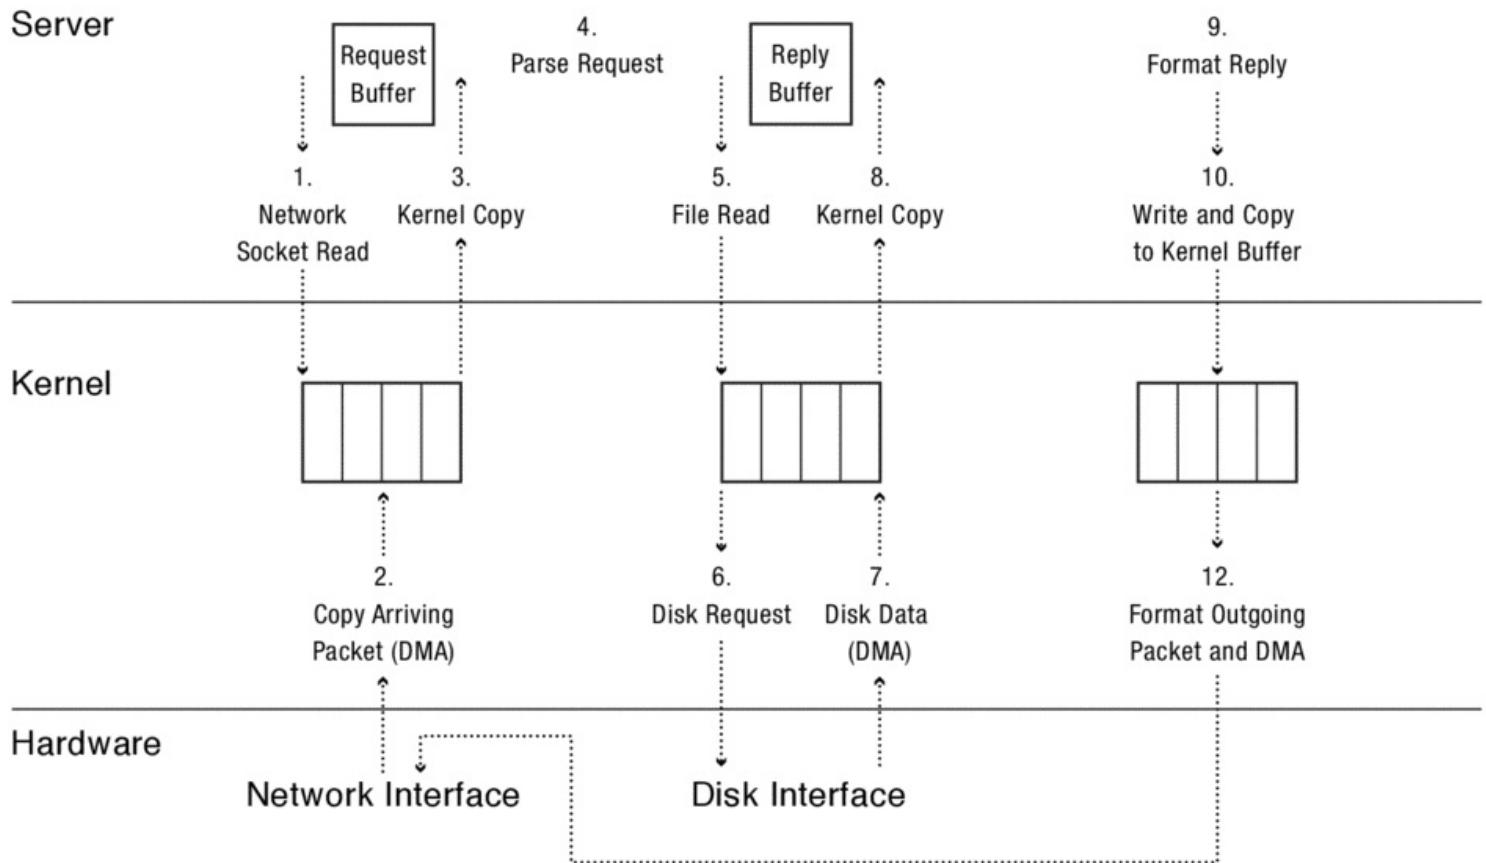 Server
Request
Buffer
4.
Parse Request
Reply
Buffer
9.
Format Reply
1.
Network
Socket Read
3.
Kernel Copy
5.
File Read
8.
Kernel Copy
10.
Write and Copy
to Kernel Buffer
Kernel
2.
Copy Arriving
Packet (DMA)
6.
Disk Request
7.
Disk Data
(DMA)
12.
Format Outgoing
Packet and DMA
Hardware
Network Interface
Disk Interface